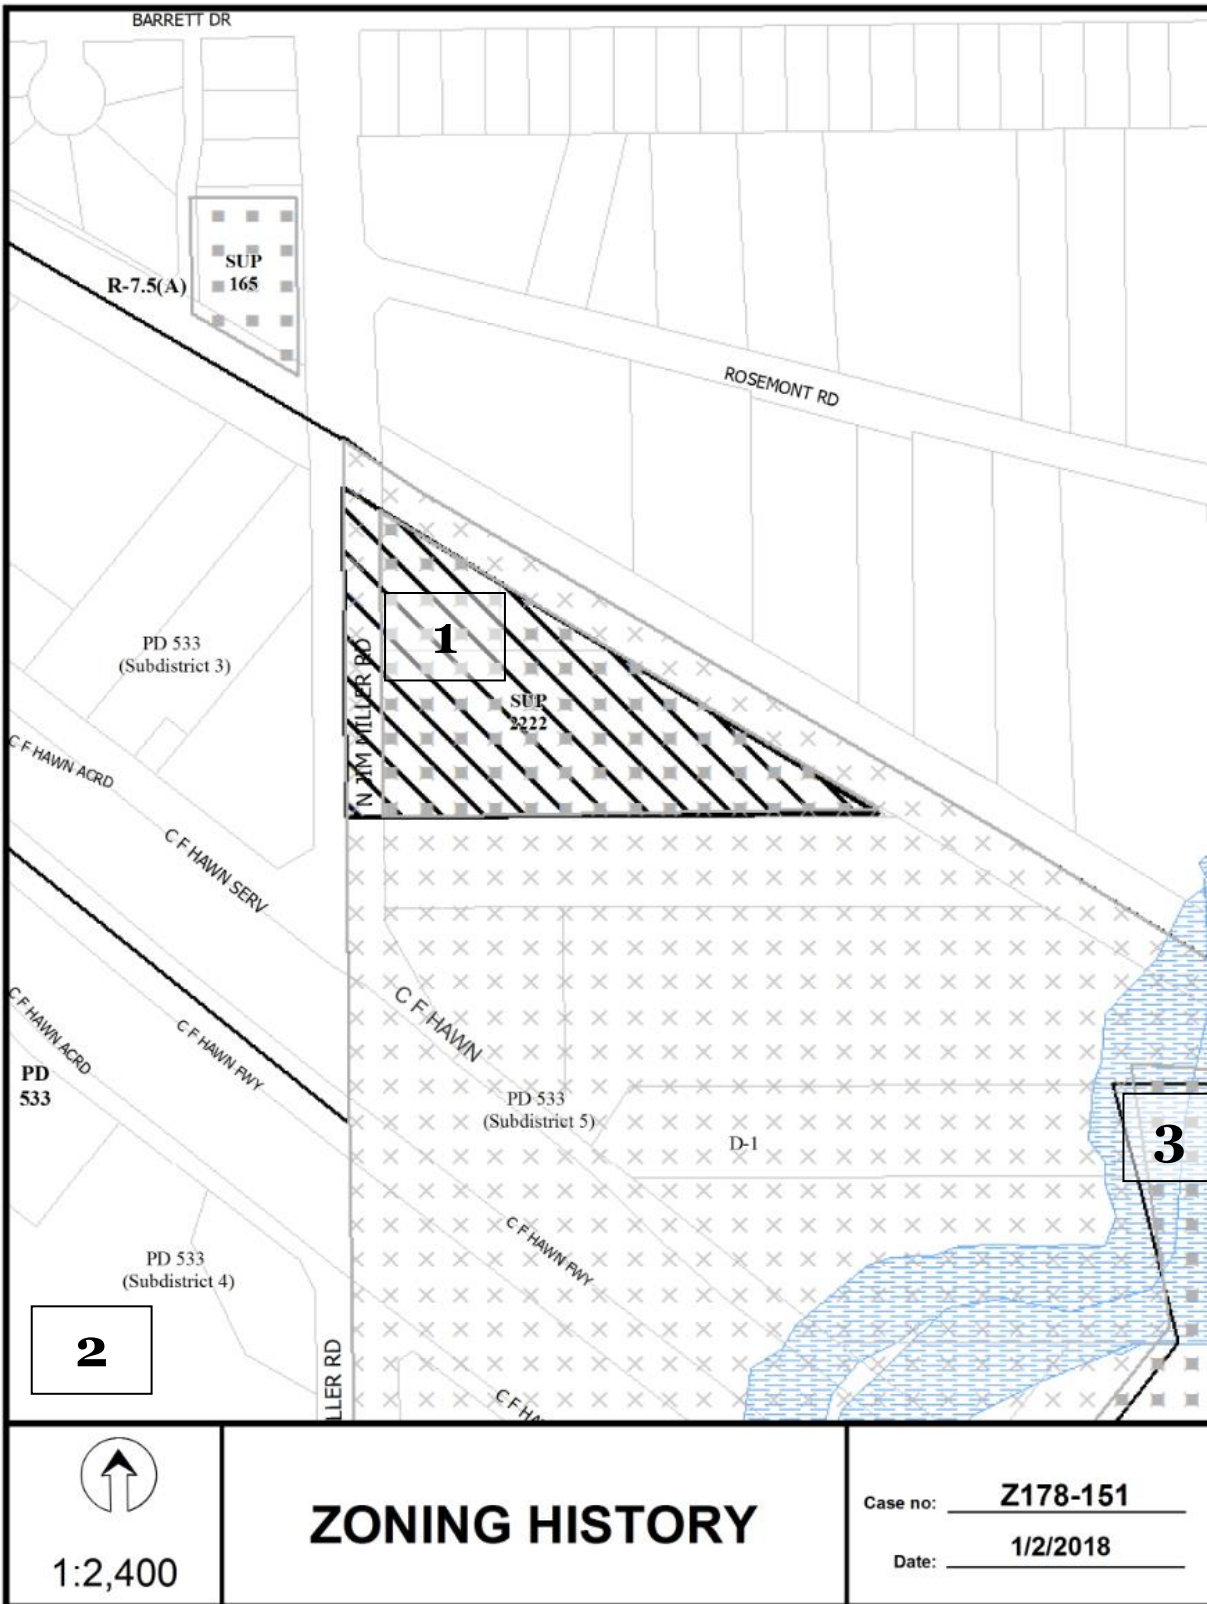 BARRETT DR
SUP
165
R-7.5(A)
ROSEMONT RD
1
PD 533
(Subdistrict 3)
N JIM MILLER RD
SUP
2222
C F HAWN ACRD
C F HAWN SERV
C F HAWN
C F HAWN ACRD
C F HAWN FWY
PD
533
PD 533
(Subdistrict 5)
D-1
3
C F HAWN FWY
PD 533
(Subdistrict 4)
2
LLER RD
C F HA
1:2,400
ZONING HISTORY
Case no: Z178-151
Date: 1/2/2018